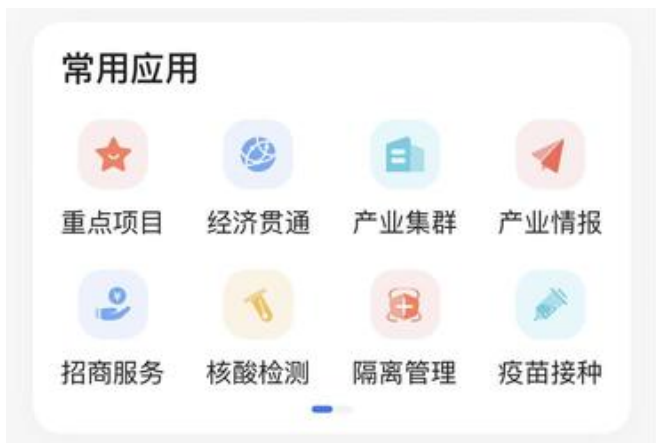 常用应用
重点项目 经济贯通 产业集群 产业情报
招商服务 核酸检测 隔离管理 疫苗接种